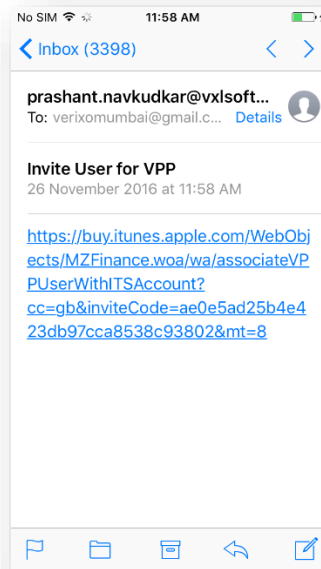 No SIM 11:58 AM
Inbox (3398)
prashant.navkudkar@vxlsoft...
To: verixomumbai@gmail.c... Details
Invite User for VPP
26 November 2016 at 11:58 AM
https://buy.itunes.apple.com/WebObj
ects/MZFinance.woa/wa/associateVP
PUserWithITSAccount?
cc=gb&inviteCode=ae0e5ad25b4e4
23db97cca8538c93802&mt=8